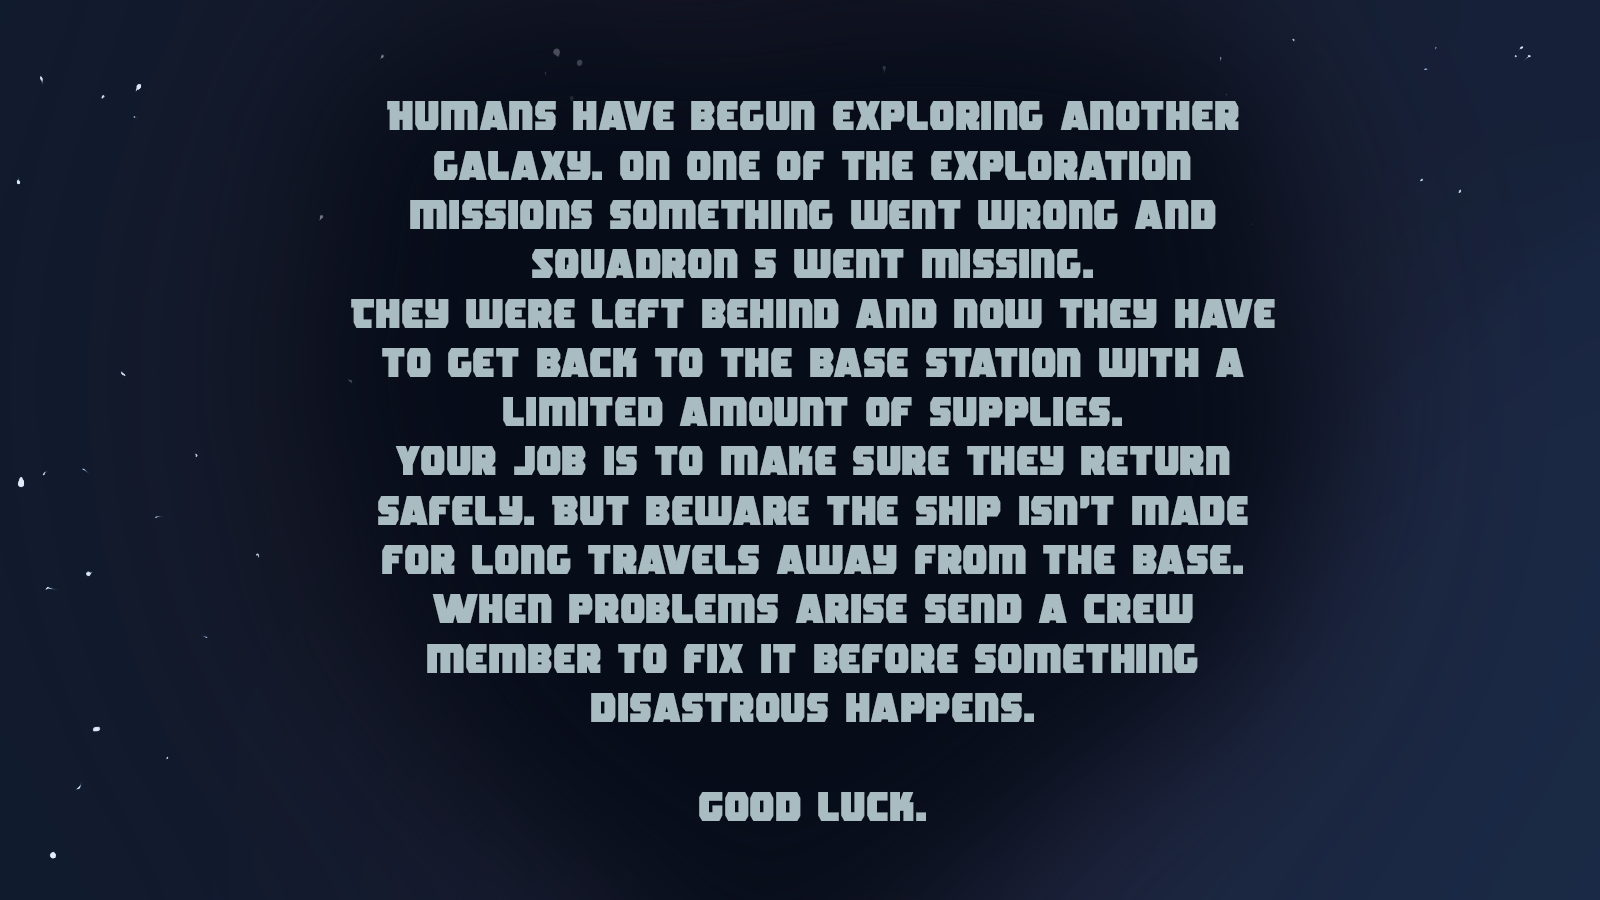 Humans have begun exploring another
galaxy. On one of the exploration
missions something went wrong and
Squadron 5 went missing.
They were left behind and now they have
to get back to the base station with a
limited amount of supplies.
Your job is to make sure they return
safely. But beware the ship isn't made
for long travels away from the base.
When problems arise send a crew
member to fix it before something
disastrous happens.
Good luck.